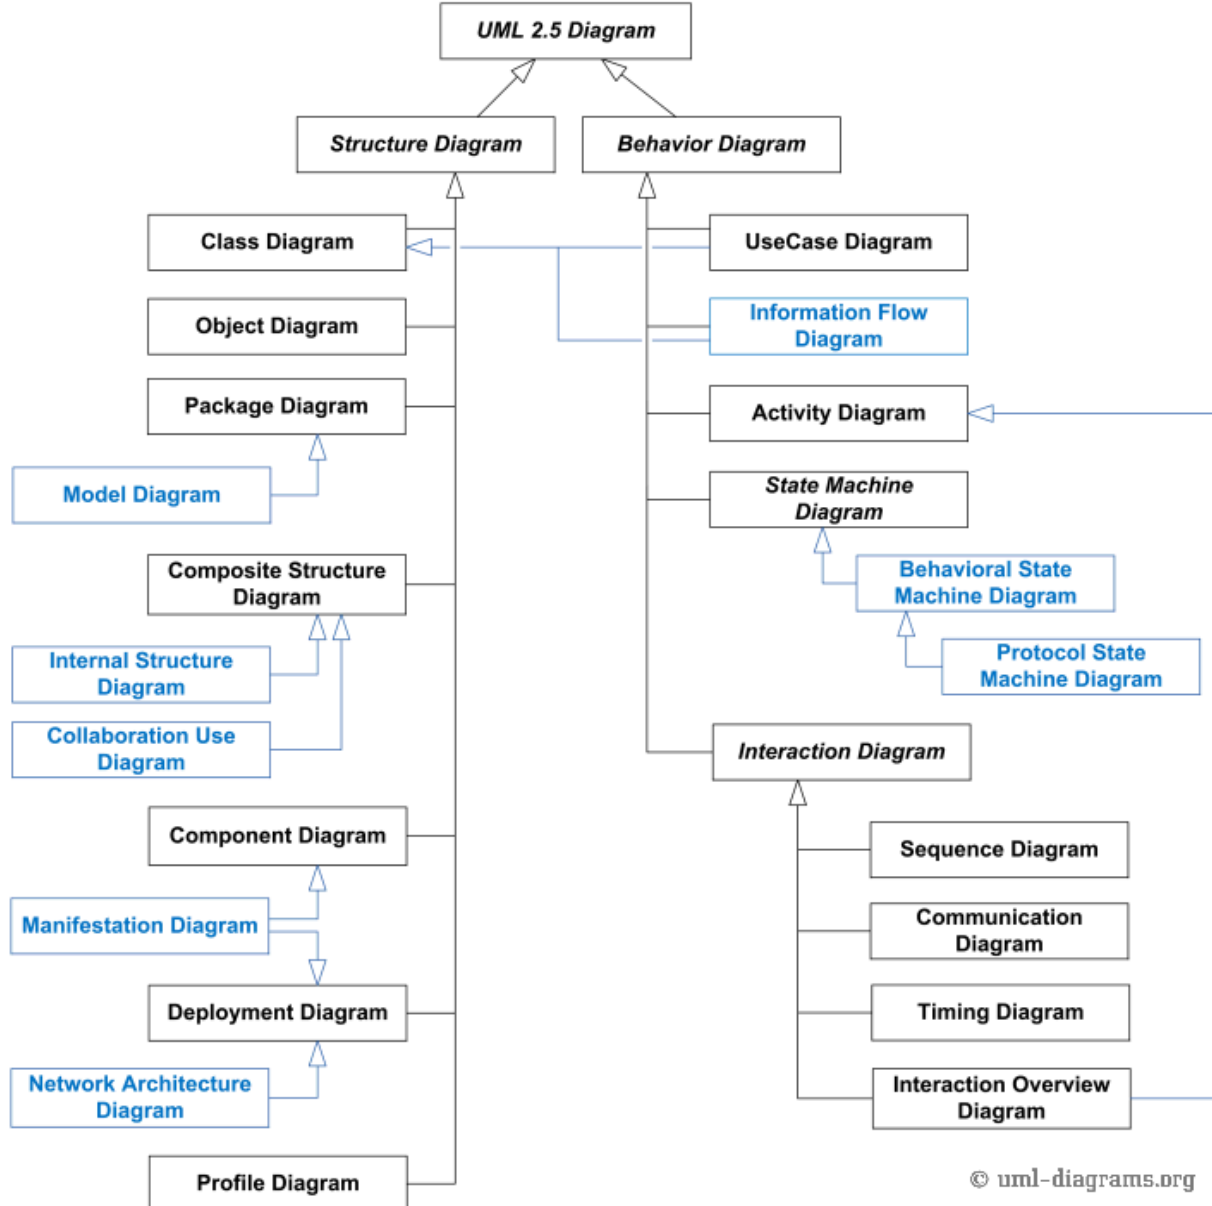 UML 2.5 Diagram
Structure Diagram
Behavior Diagram
Class Diagram
UseCase Diagram
Object Diagram
Information Flow
Diagram
Package Diagram
Activity Diagram
Model Diagram
State Machine
Diagram
Composite Structure
Diagram
Behavioral State
Machine Diagram
Internal Structure
Diagram
Protocol State
Machine Diagram
Collaboration Use
Diagram
Interaction Diagram
Component Diagram
Sequence Diagram
Manifestation Diagram
Communication
Diagram
Deployment Diagram
Timing Diagram
Network Architecture
Diagram
Interaction Overview
Diagram
Profile Diagram
© uml-diagrams.org